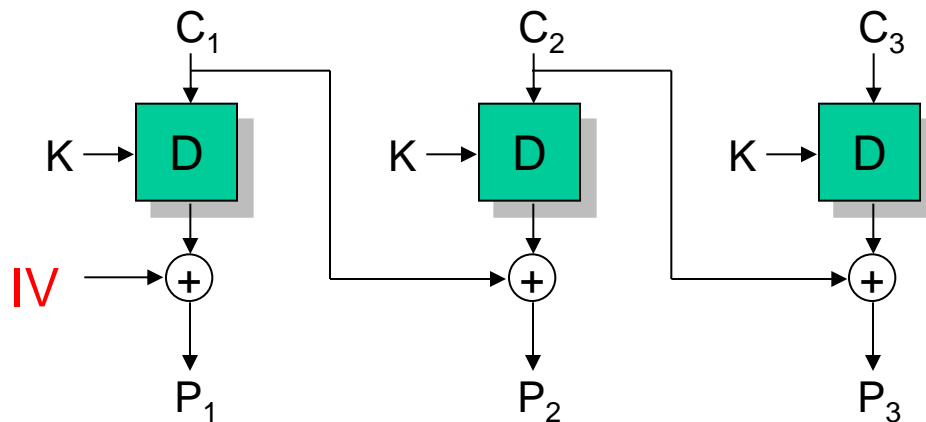 C₁ C₂ C₃
K D K D K D
IV + + +
P₁ P₂ P₃